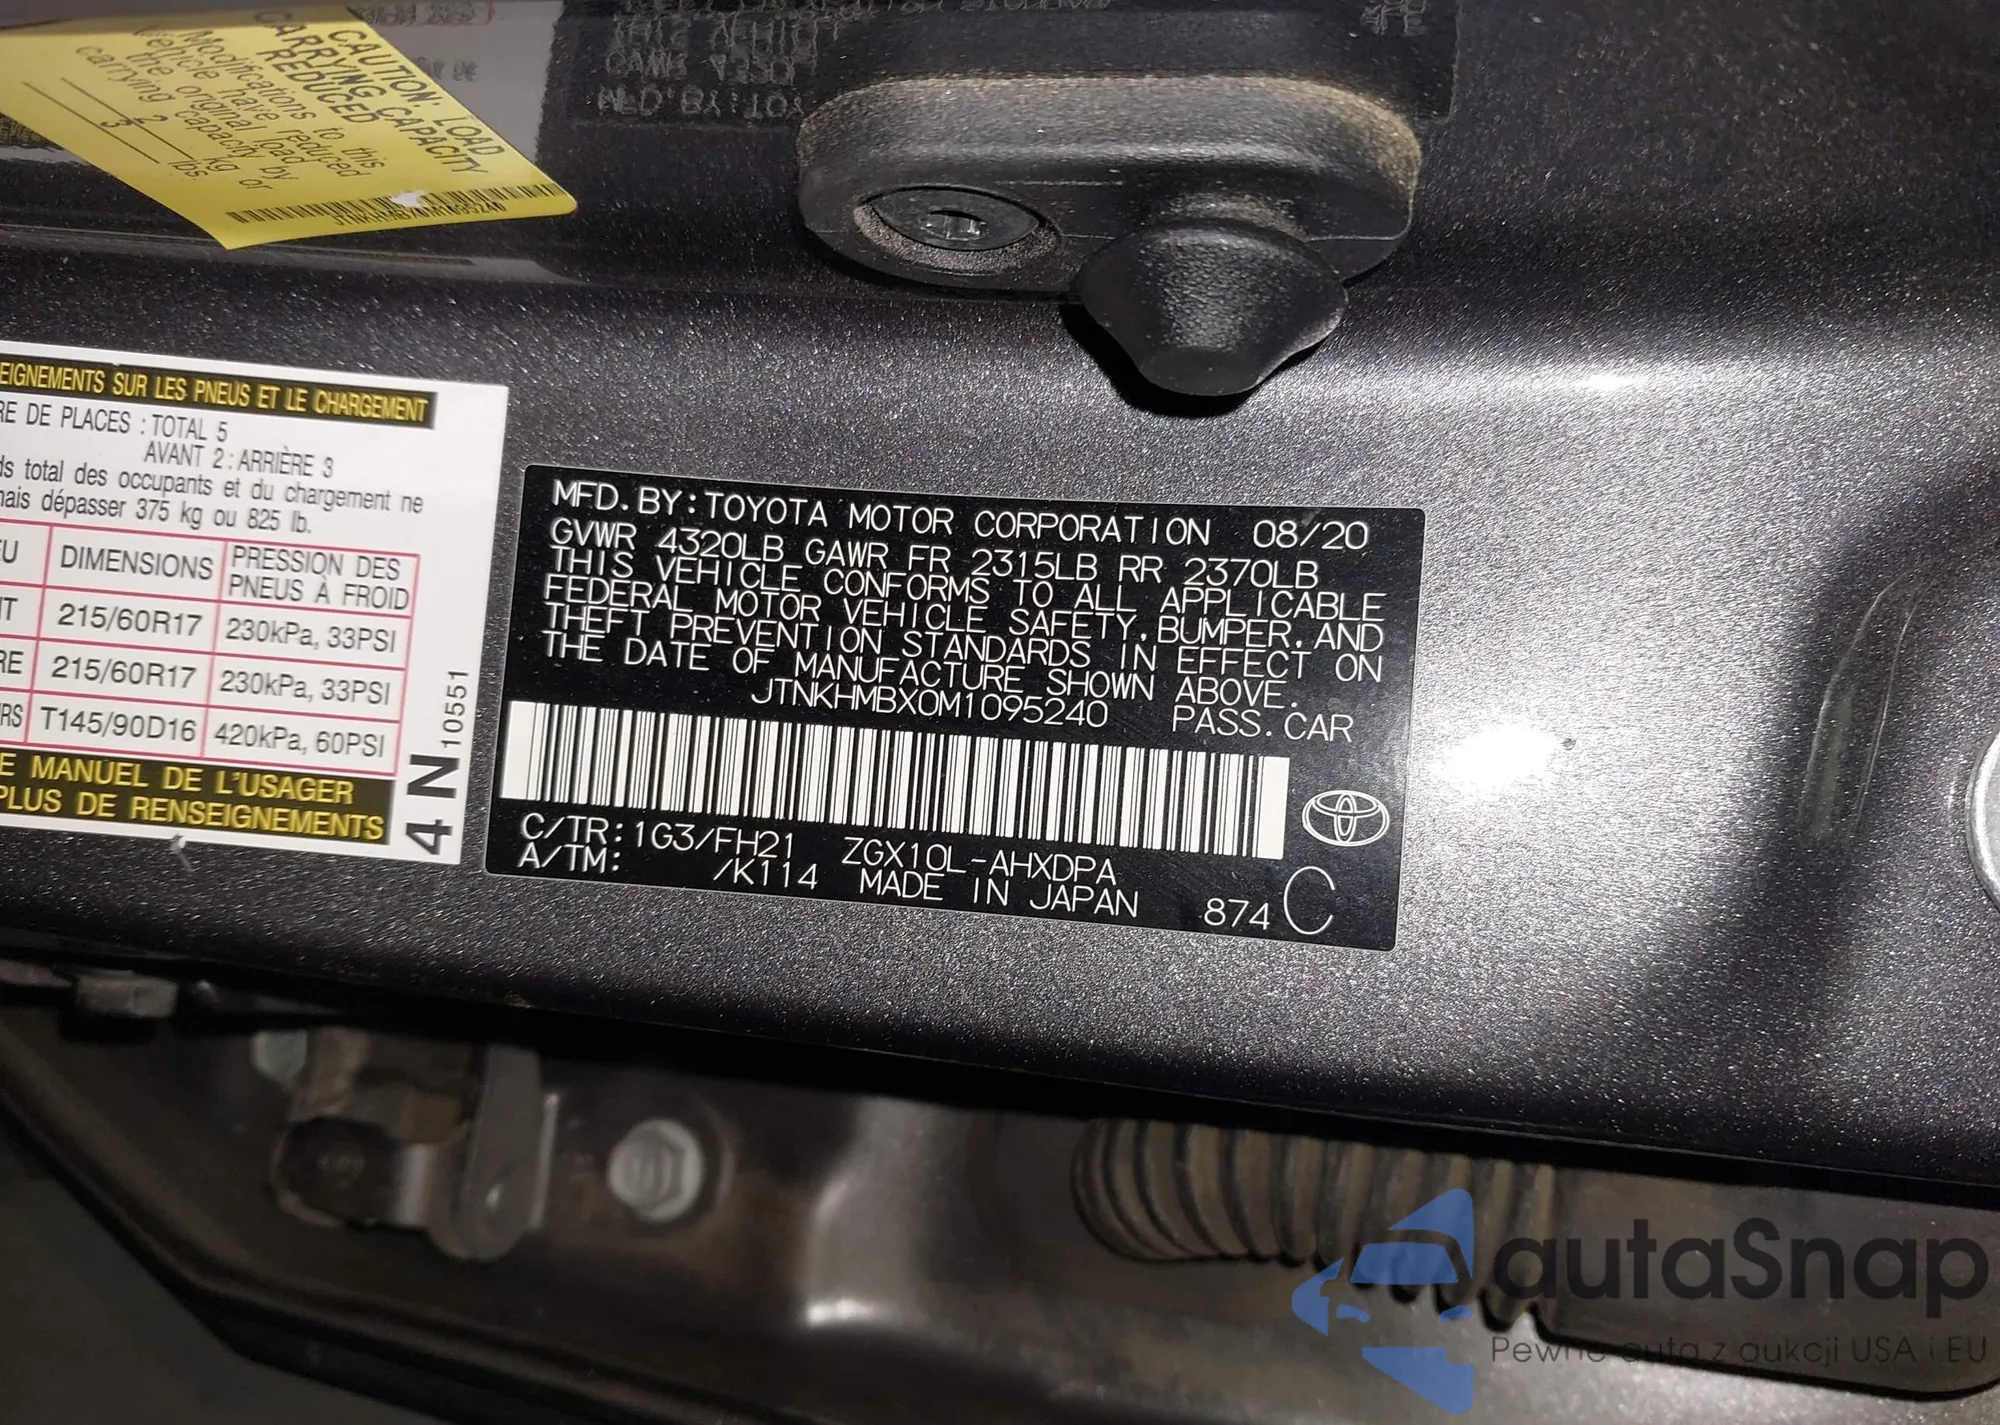 CAUTION: LOAD
CARRYING CAPACITY
REDUCED
Modifications to this
vehicle have reduced
the original load
carrying capacity by
2 kg or
3 lbs.
EIGNEMENTS SUR LES PNEUS ET LE CHARGEMENT
RE DE PLACES : TOTAL 5
AVANT 2 : ARRIÈRE 3
ds total des occupants et du chargement ne
mais dépasser 375 kg ou 825 lb.
DIMENSIONS PRESSION DES
PNEUS À FROID
NT 215/60R17 230kPa, 33PSI
RE 215/60R17 230kPa, 33PSI
RS T145/90D16 420kPa, 60PSI
E MANUEL DE L'USAGER
PLUS DE RENSEIGNEMENTS
4N 10551
MFD. BY: TOYOTA MOTOR CORPORATION 08/20
GVWR 4320LB GAWR FR 2315LB RR 2370LB
THIS VEHICLE CONFORMS TO ALL APPLICABLE
FEDERAL MOTOR VEHICLE SAFETY, BUMPER, AND
THEFT PREVENTION STANDARDS IN EFFECT ON
THE DATE OF MANUFACTURE SHOWN ABOVE.
JTNKHMBX0M1095240 PASS. CAR
C/TR: 1G3/FH21 ZGX10L-AHXDPA
A/TM: /K114 MADE IN JAPAN 874 C
autaSnap
Pewne auta z aukcji USA i EU